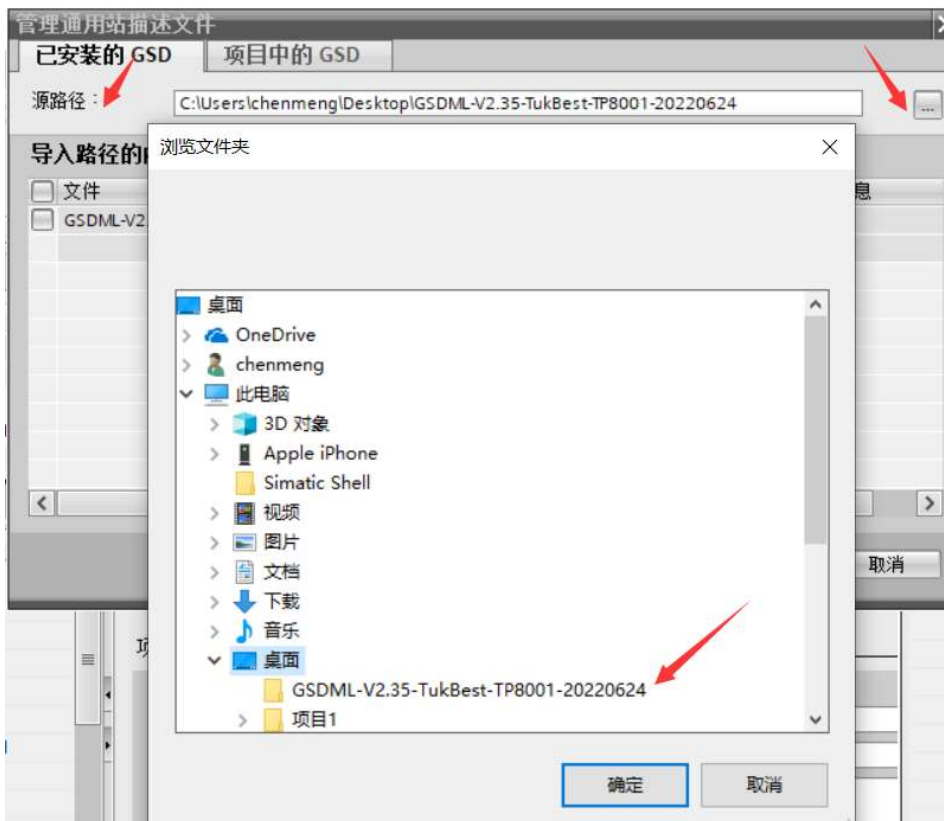 管理通用站描述文件
已安装的 GSD
项目中的 GSD
源路径：
C:\Users\chenmeng\Desktop\GSDML-V2.35-TukBest-TP8001-20220624
...
浏览文件夹
导入路径的
文件
息
GSDML-V2
桌面
OneDrive
chenmeng
此电脑
3D 对象
Apple iPhone
Simatic Shell
视频
图片
文档
下载
音乐
桌面
GSDML-V2.35-TukBest-TP8001-20220624
项目1
取消
确定
取消